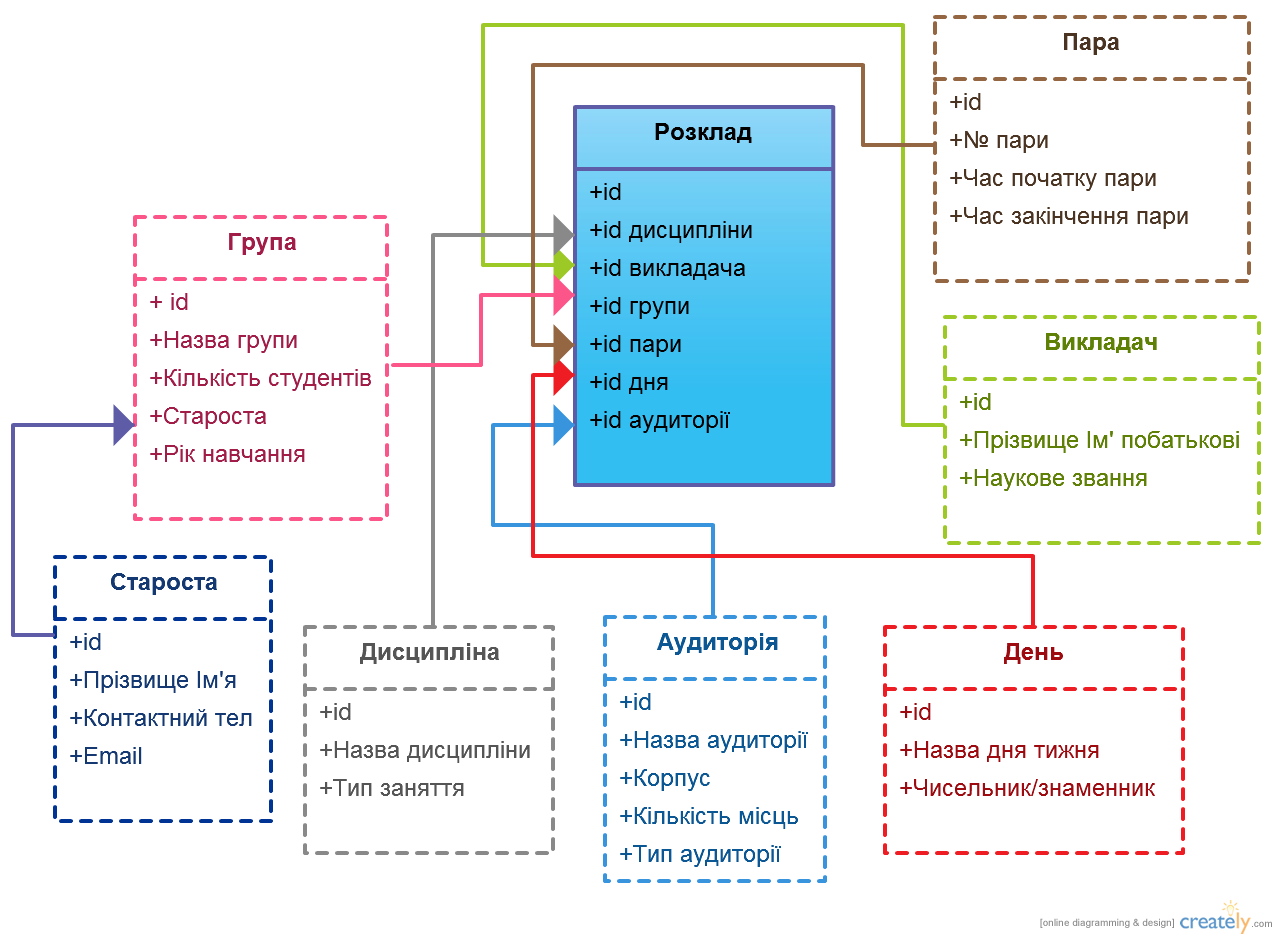 Пара
+id
+№ пари
+Час початку пари
+Час закінчення пари
Розклад
+id
+id дисципліни
+id викладача
+id групи
+id пари
+id дня
+id аудиторії
Група
+ id
+Назва групи
+Кількість студентів
+Староста
+Рік навчання
Викладач
+id
+Прізвище Ім' побатькові
+Наукове звання
Староста
+id
+Прізвище Ім'я
+Контактний тел
+Email
Дисципліна
+id
+Назва дисципліни
+Тип заняття
Аудиторія
+id
+Назва аудиторії
+Корпус
+Кількість місць
+Тип аудиторії
День
+id
+Назва дня тижня
+Чисельник/знаменник
[online diagramming & design] creately.com